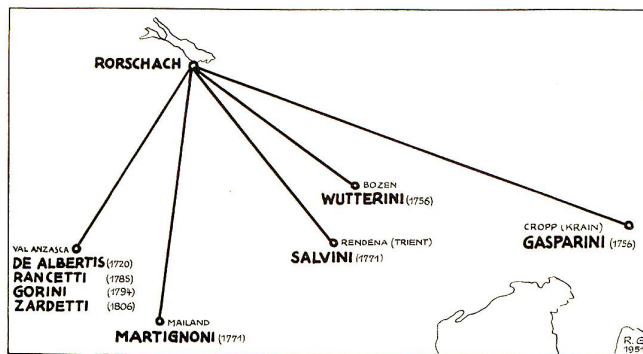 RORSCHACH
BOZEN
WUTTERINI (1756)
CROPP (KRAIN)
GASPARINI (1756)
RENDENA (TRIENT)
SALVINI (1771)
VAL ANZASCA
DE ALBERTIS (1720)
RANCETTI (1785)
GORINI (1794)
ZARDETTI (1806)
MAILAND
MARTIGNONI (1771)
R.G
1951